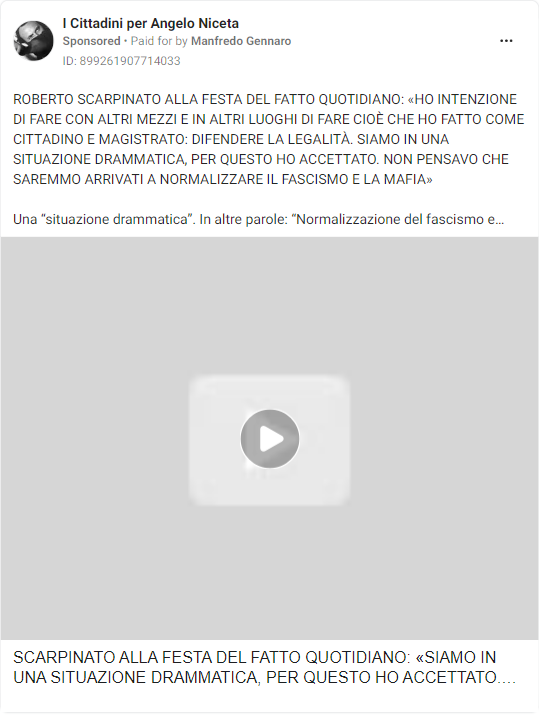 I Cittadini per Angelo Niceta
Sponsored • Paid for by Manfredo Gennaro
ID: 899261907714033
ROBERTO SCARPINATO ALLA FESTA DEL FATTO QUOTIDIANO: «HO INTENZIONE
DI FARE CON ALTRI MEZZI E IN ALTRI LUOGHI DI FARE CIOÈ CHE HO FATTO COME
CITTADINO E MAGISTRATO: DIFENDERE LA LEGALITÀ. SIAMO IN UNA
SITUAZIONE DRAMMATICA, PER QUESTO HO ACCETTATO. NON PENSAVO CHE
SAREMMO ARRIVATI A NORMALIZZARE IL FASCISMO E LA MAFIA»
Una “situazione drammatica”. In altre parole: “Normalizzazione del fascismo e...
SCARPINATO ALLA FESTA DEL FATTO QUOTIDIANO: «SIAMO IN
UNA SITUAZIONE DRAMMATICA, PER QUESTO HO ACCETTATO....